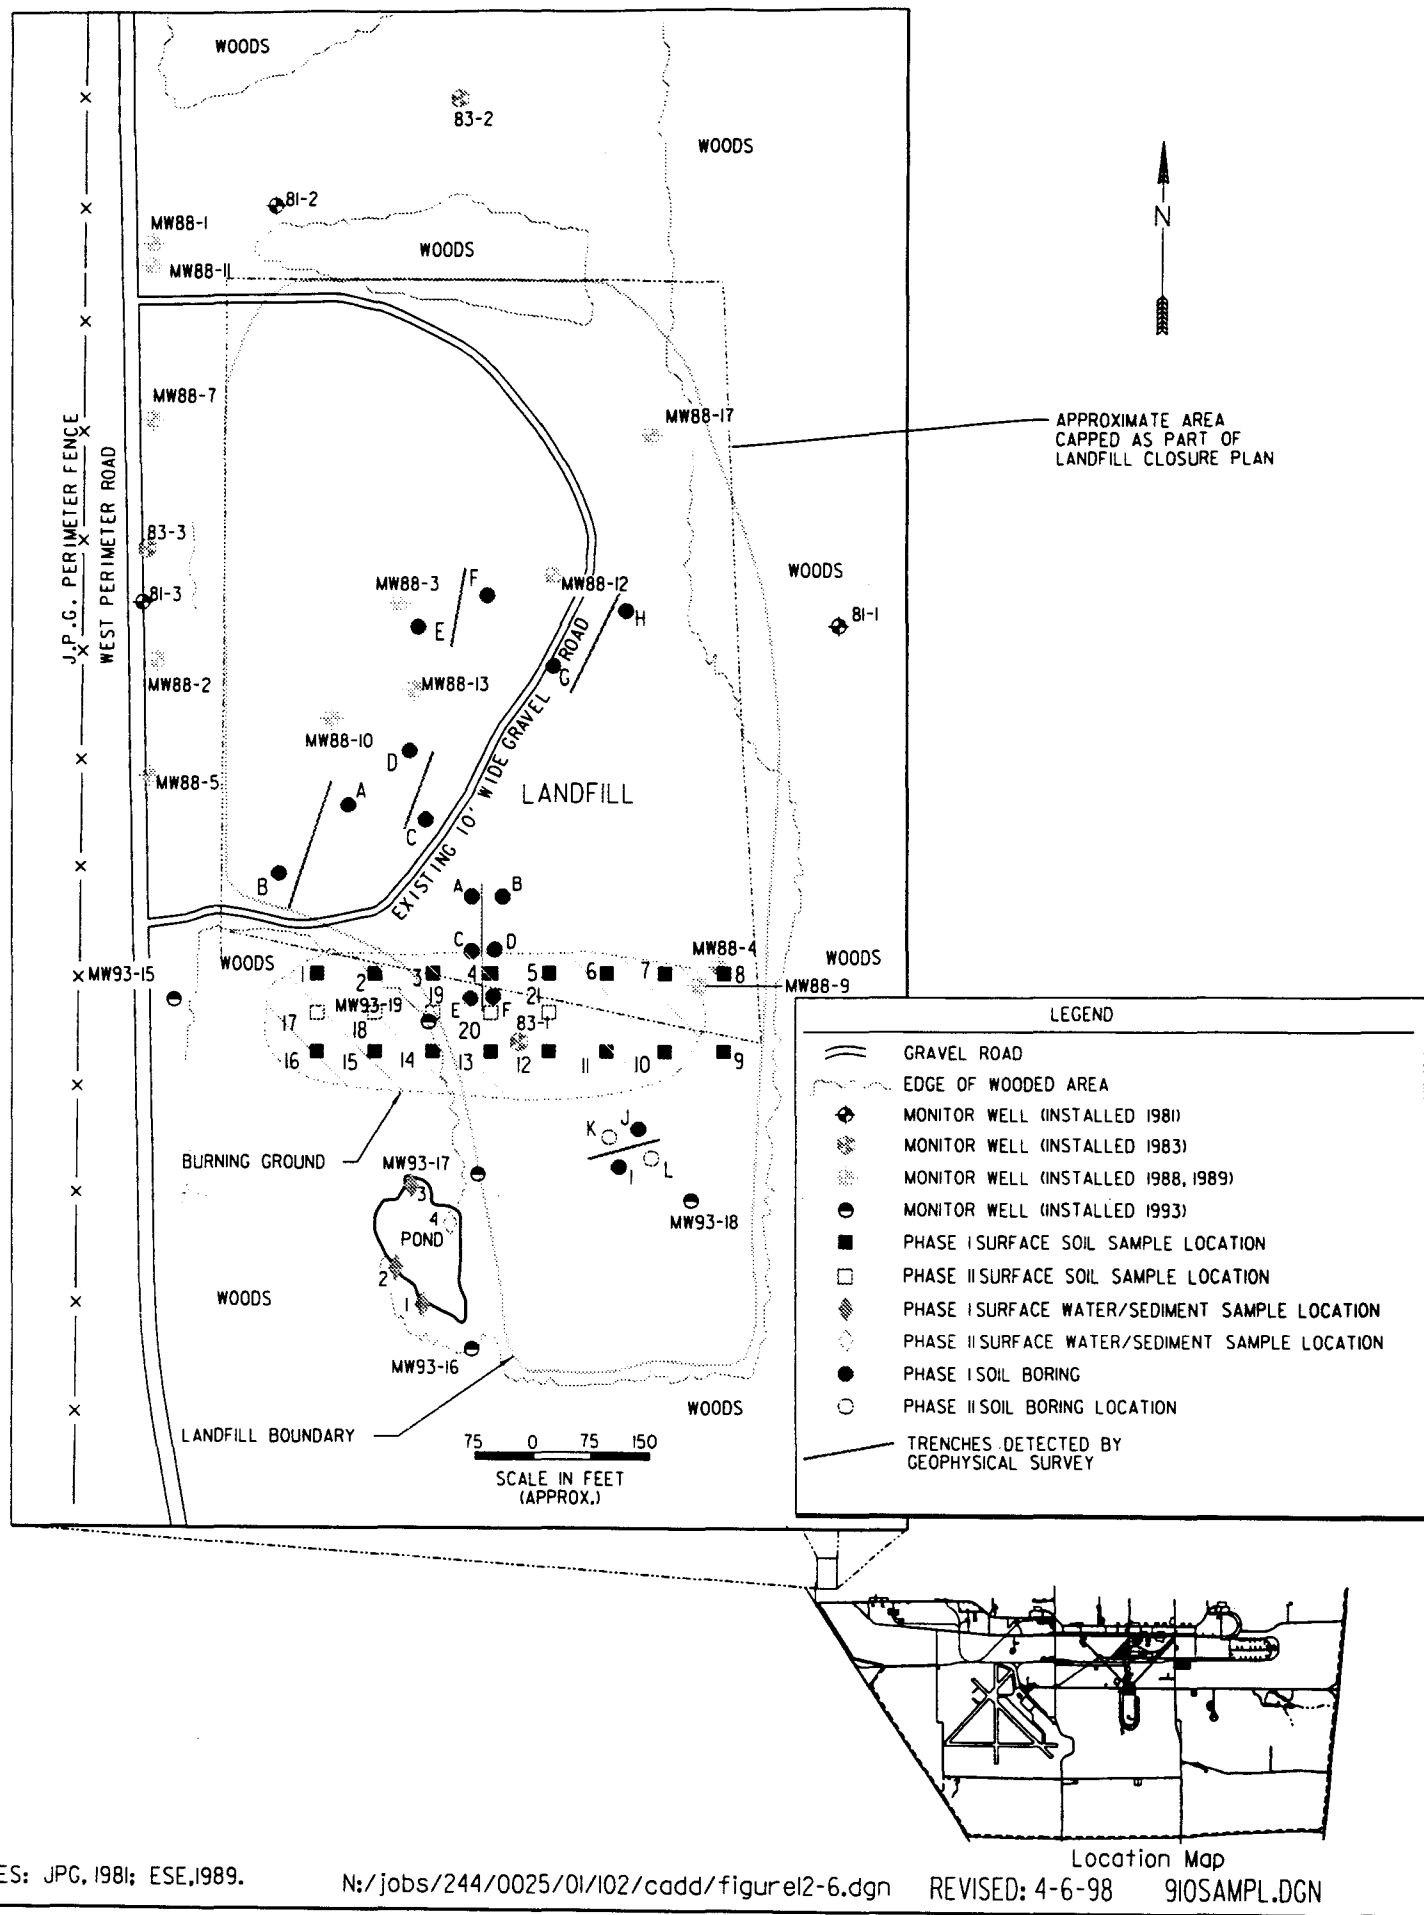 WOODS
83-2
WOODS
81-2
MW88-1
WOODS
MW88-11
N
MW88-7
MW88-17
APPROXIMATE AREA
CAPPED AS PART OF
LANDFILL CLOSURE PLAN
J.P.G. PERIMETER FENCE
WEST PERIMETER ROAD
83-3
81-3
MW88-3
F
MW88-12
WOODS
81-1
E
H
G
MW88-2
MW88-13
MW88-10
D
MW88-5
A
C
B
EXISTING 10' WIDE GRAVEL ROAD
LANDFILL
A
B
C
D
MW88-4
WOODS
WOODS
MW93-15
1
2
3
4
5
6
7
8
MW88-9
MW93-19
19
E
F
21
17
18
20
83-1
16
15
14
13
12
11
10
9
K
J
I
L
BURNING GROUND
MW93-17
3
4
POND
2
1
MW93-18
WOODS
MW93-16
WOODS
LANDFILL BOUNDARY
75 0 75 150
SCALE IN FEET
(APPROX.)
LEGEND
GRAVEL ROAD
EDGE OF WOODED AREA
MONITOR WELL (INSTALLED 1981)
MONITOR WELL (INSTALLED 1983)
MONITOR WELL (INSTALLED 1988, 1989)
MONITOR WELL (INSTALLED 1993)
PHASE I SURFACE SOIL SAMPLE LOCATION
PHASE II SURFACE SOIL SAMPLE LOCATION
PHASE I SURFACE WATER/SEDIMENT SAMPLE LOCATION
PHASE II SURFACE WATER/SEDIMENT SAMPLE LOCATION
PHASE I SOIL BORING
PHASE II SOIL BORING LOCATION
TRENCHES DETECTED BY
GEOPHYSICAL SURVEY
Location Map
ES: JPG, 1981; ESE, 1989.
N:/jobs/244/0025/01/102/cadd/figure12-6.dgn
REVISED: 4-6-98
910SAMPL.DGN